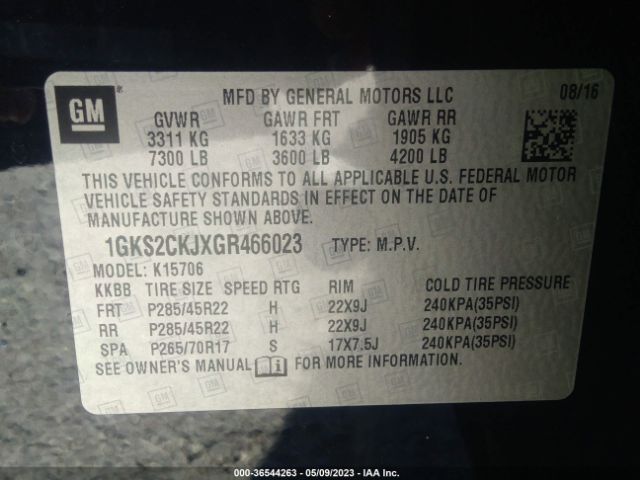 GM
MFD BY GENERAL MOTORS LLC 08/16
GVWR GAWR FRT GAWR RR
3311 KG 1633 KG 1905 KG
7300 LB 3600 LB 4200 LB
THIS VEHICLE CONFORMS TO ALL APPLICABLE U.S. FEDERAL MOTOR
VEHICLE SAFETY STANDARDS IN EFFECT ON THE DATE OF
MANUFACTURE SHOWN ABOVE.
1GKS2CKJXGR466023 TYPE: M.P.V.
MODEL: K15706
KKBB TIRE SIZE SPEED RTG RIM COLD TIRE PRESSURE
FRT P285/45R22 H 22X9J 240KPA(35PSI)
RR P285/45R22 H 22X9J 240KPA(35PSI)
SPA P265/70R17 S 17X7.5J 240KPA(35PSI)
SEE OWNER'S MANUAL FOR MORE INFORMATION.
000-36544263 - 05/09/2023 - IAA Inc.